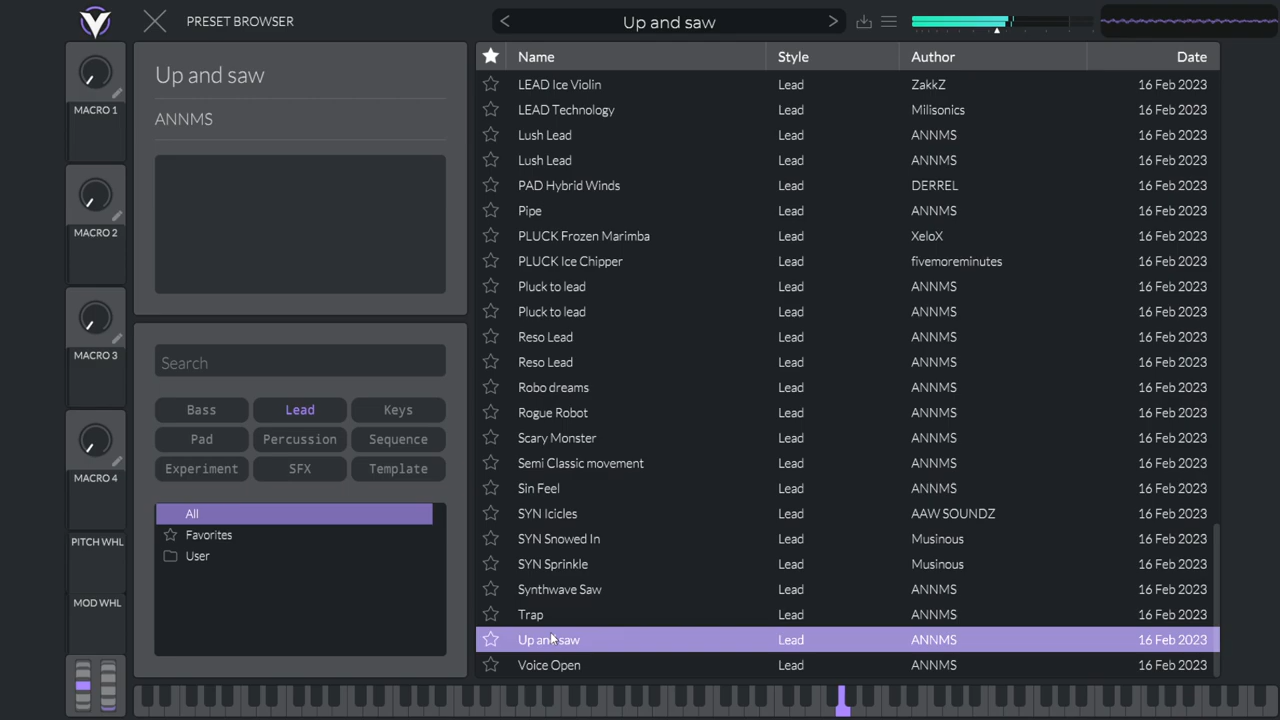 PRESET BROWSER
Up and saw
MACRO 1
MACRO 2
MACRO 3
MACRO 4
PITCH WHL
MOD WHL
Up and saw
ANNMS
Search
Bass Lead Keys
Pad Percussion Sequence
Experiment SFX Template
All
Favorites
User
Name Style Author Date
LEAD Ice Violin Lead ZakkZ 16 Feb 2023
LEAD Technology Lead Milisonics 16 Feb 2023
Lush Lead Lead ANNMS 16 Feb 2023
Lush Lead Lead ANNMS 16 Feb 2023
PAD Hybrid Winds Lead DERREL 16 Feb 2023
Pipe Lead ANNMS 16 Feb 2023
PLUCK Frozen Marimba Lead XeloX 16 Feb 2023
PLUCK Ice Chipper Lead fivemoreminutes 16 Feb 2023
Pluck to lead Lead ANNMS 16 Feb 2023
Pluck to lead Lead ANNMS 16 Feb 2023
Reso Lead Lead ANNMS 16 Feb 2023
Reso Lead Lead ANNMS 16 Feb 2023
Robo dreams Lead ANNMS 16 Feb 2023
Rogue Robot Lead ANNMS 16 Feb 2023
Scary Monster Lead ANNMS 16 Feb 2023
Semi Classic movement Lead ANNMS 16 Feb 2023
Sin Feel Lead ANNMS 16 Feb 2023
SYN Icicles Lead AAW SOUNDZ 16 Feb 2023
SYN Snowed In Lead Musinous 16 Feb 2023
SYN Sprinkle Lead Musinous 16 Feb 2023
Synthwave Saw Lead ANNMS 16 Feb 2023
Trap Lead ANNMS 16 Feb 2023
Up and saw Lead ANNMS 16 Feb 2023
Voice Open Lead ANNMS 16 Feb 2023